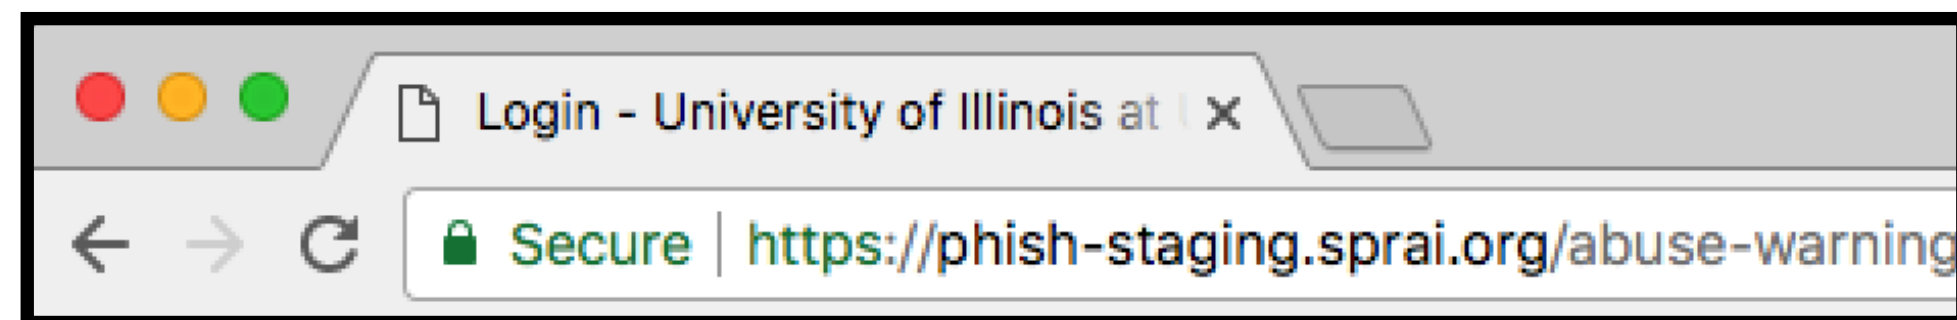 Login - University of Illinois at
Secure https://phish-staging.sprai.org/abuse-warning